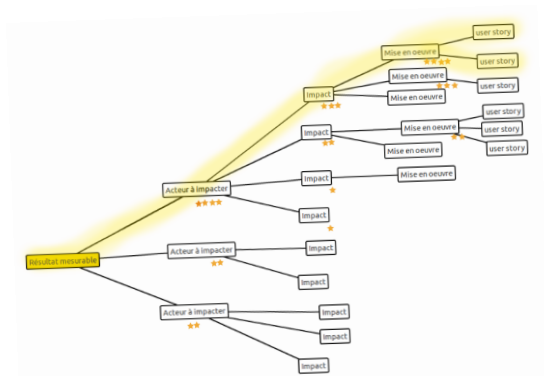 user story
Mise en oeuvre
user story
Mise en oeuvre
user story
Impact
Mise en oeuvre
user story
Impact
Mise en oeuvre
user story
user story
Mise en oeuvre
Impact
Mise en oeuvre
Acteur à impacter
Impact
Acteur à impacter
Impact
Résultat mesurable
Impact
Acteur à impacter
Impact
Impact
Impact